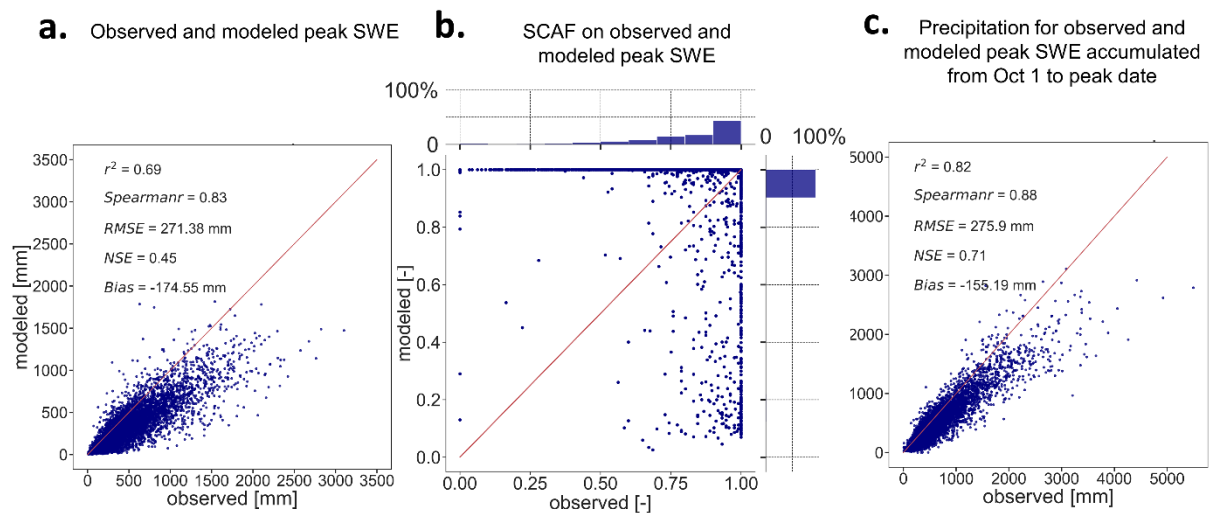 a. Observed and modeled peak SWE
3500
3000
2500
2000
1500
1000
500
0
modeled [mm]
r² = 0.69
Spearmanr = 0.83
RMSE = 271.38 mm
NSE = 0.45
Bias = -174.55 mm
0 500 1000 1500 2000 2500 3000 3500
observed [mm]
b. SCAF on observed and
modeled peak SWE
100%
0
0 100%
1.0
0.8
0.6
0.4
0.2
0.0
modeled [-]
0.00 0.25 0.50 0.75 1.00
observed [-]
c. Precipitation for observed and
modeled peak SWE accumulated
from Oct 1 to peak date
5000
4000
3000
2000
1000
0
modeled [mm]
r² = 0.82
Spearmanr = 0.88
RMSE = 275.9 mm
NSE = 0.71
Bias = -155.19 mm
0 1000 2000 3000 4000 5000
observed [mm]